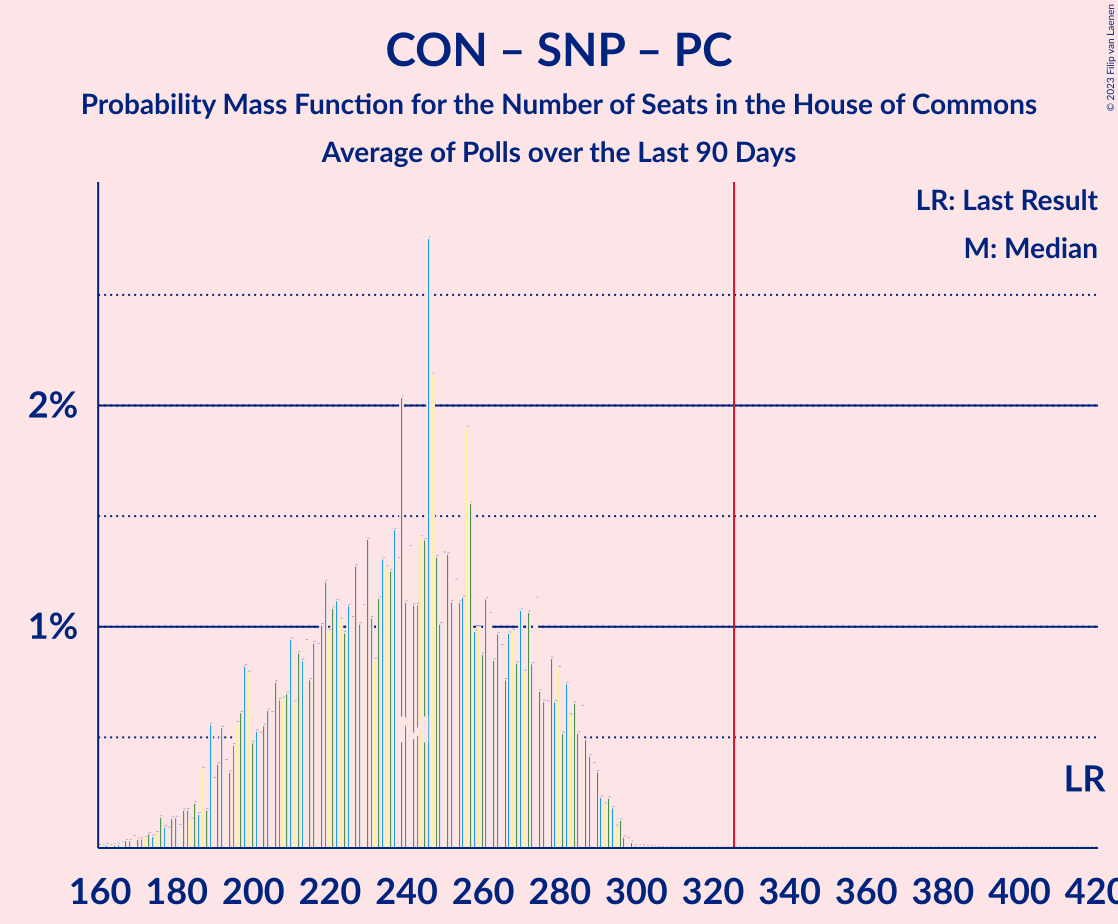 CON – SNP – PC
Probability Mass Function for the Number of Seats in the House of Commons
Average of Polls over the Last 90 Days
© 2023 Filip van Laenen
LR: Last Result
M: Median
2%
1%
LR
160 180 200 220 240 260 280 300 320 340 360 380 400 420